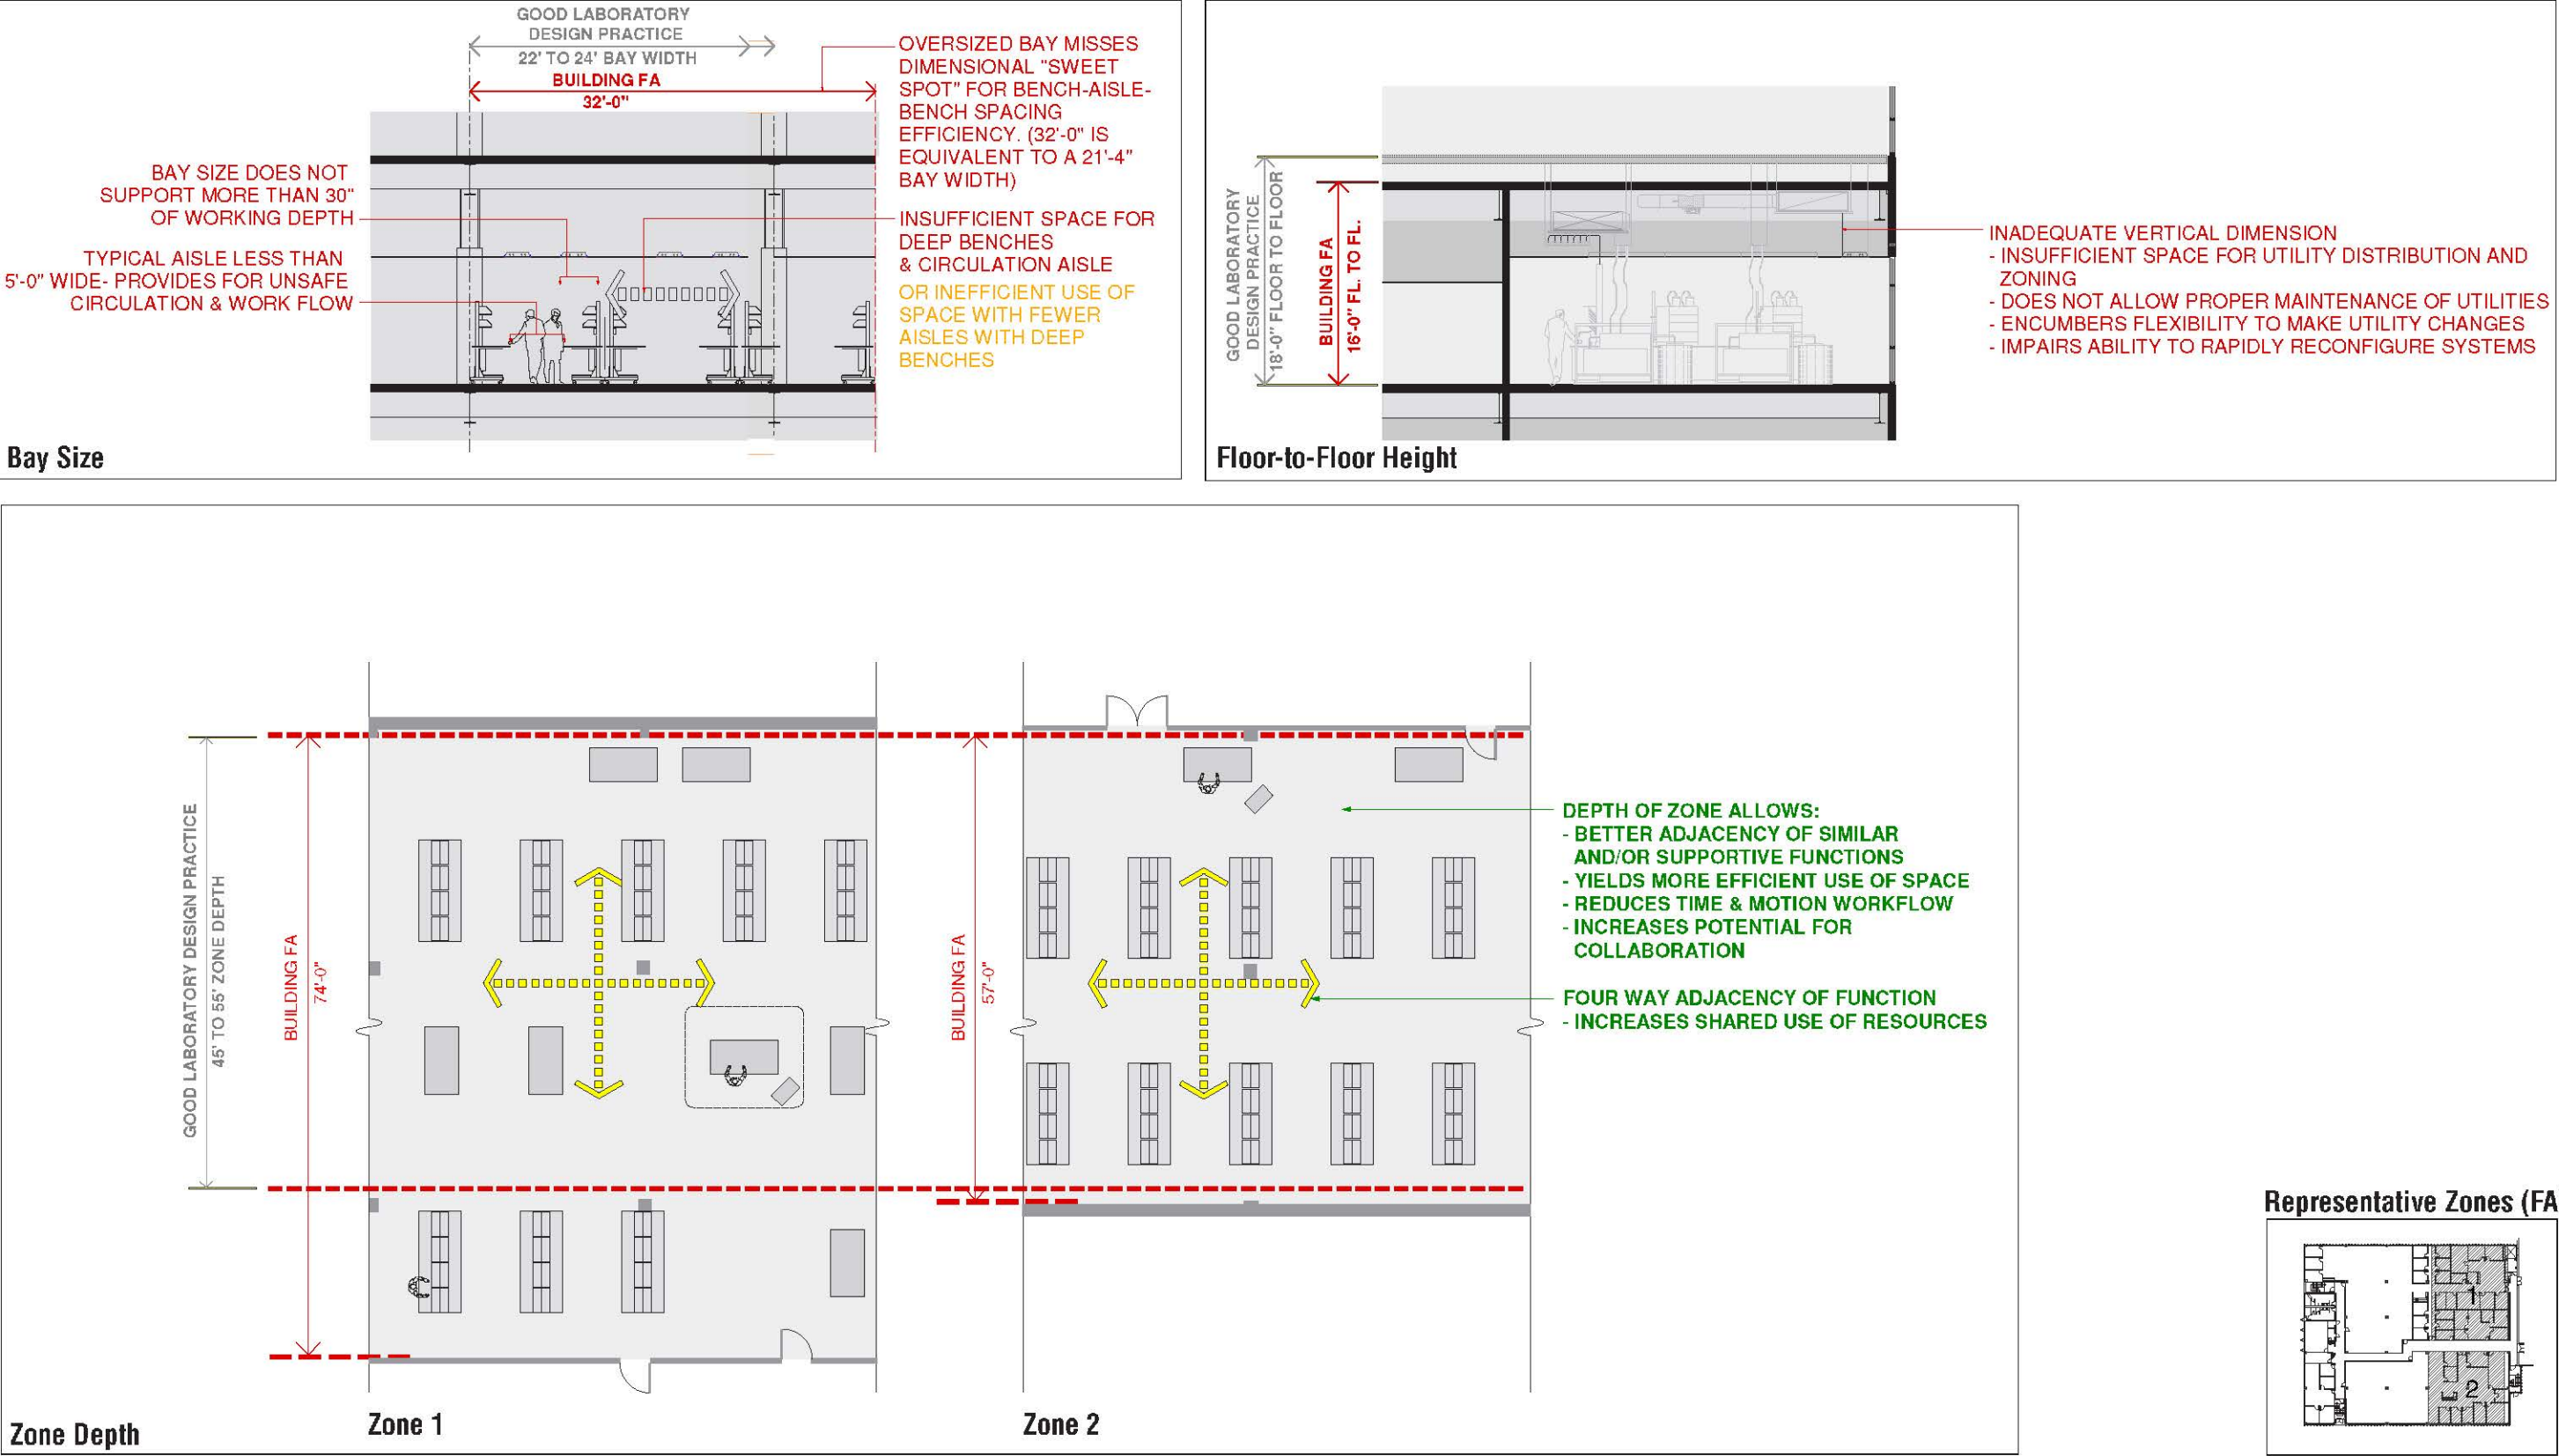 GOOD LABORATORY
DESIGN PRACTICE
22' TO 24' BAY WIDTH
BUILDING FA
32'-0"
OVERSIZED BAY MISSES
DIMENSIONAL "SWEET
SPOT" FOR BENCH-AISLE-
BENCH SPACING
EFFICIENCY. (32'-0" IS
EQUIVALENT TO A 21'-4"
BAY WIDTH)
BAY SIZE DOES NOT
SUPPORT MORE THAN 30"
OF WORKING DEPTH
TYPICAL AISLE LESS THAN
5'-0" WIDE- PROVIDES FOR UNSAFE
CIRCULATION & WORK FLOW
INSUFFICIENT SPACE FOR
DEEP BENCHES
& CIRCULATION AISLE
OR INEFFICIENT USE OF
SPACE WITH FEWER
AISLES WITH DEEP
BENCHES
Bay Size
GOOD LABORATORY
DESIGN PRACTICE
18'-0" FLOOR TO FLOOR
BUILDING FA
16'-0" FL. TO FL.
INADEQUATE VERTICAL DIMENSION
- INSUFFICIENT SPACE FOR UTILITY DISTRIBUTION AND
ZONING
- DOES NOT ALLOW PROPER MAINTENANCE OF UTILITIES
- ENCUMBERS FLEXIBILITY TO MAKE UTILITY CHANGES
- IMPAIRS ABILITY TO RAPIDLY RECONFIGURE SYSTEMS
Floor-to-Floor Height
GOOD LABORATORY DESIGN PRACTICE
45' TO 55' ZONE DEPTH
BUILDING FA
74'-0"
BUILDING FA
57'-0"
DEPTH OF ZONE ALLOWS:
- BETTER ADJACENCY OF SIMILAR
AND/OR SUPPORTIVE FUNCTIONS
- YIELDS MORE EFFICIENT USE OF SPACE
- REDUCES TIME & MOTION WORKFLOW
- INCREASES POTENTIAL FOR
COLLABORATION
FOUR WAY ADJACENCY OF FUNCTION
- INCREASES SHARED USE OF RESOURCES
Zone 1
Zone 2
Zone Depth
Representative Zones (FA
1
2